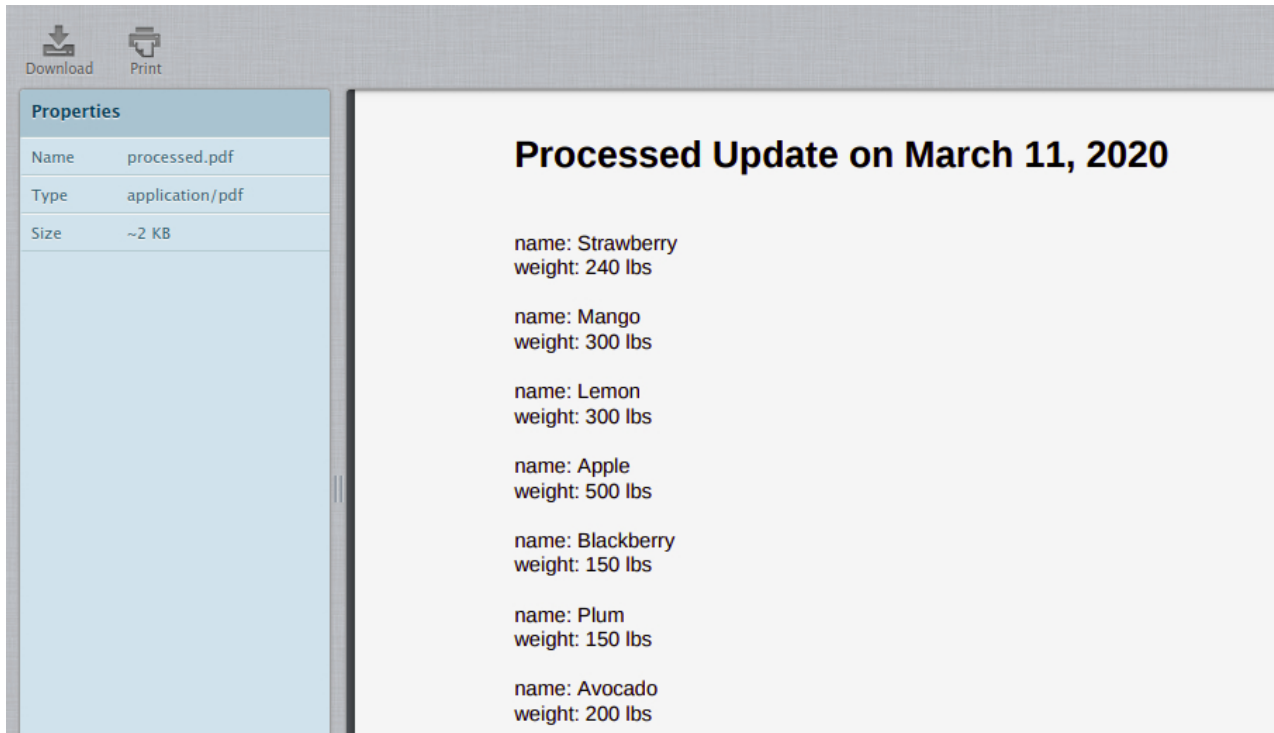 Download Print
Properties
Name processed.pdf
Type application/pdf
Size ~2 KB
Processed Update on March 11, 2020
name: Strawberry
weight: 240 lbs
name: Mango
weight: 300 lbs
name: Lemon
weight: 300 lbs
name: Apple
weight: 500 lbs
name: Blackberry
weight: 150 lbs
name: Plum
weight: 150 lbs
name: Avocado
weight: 200 lbs